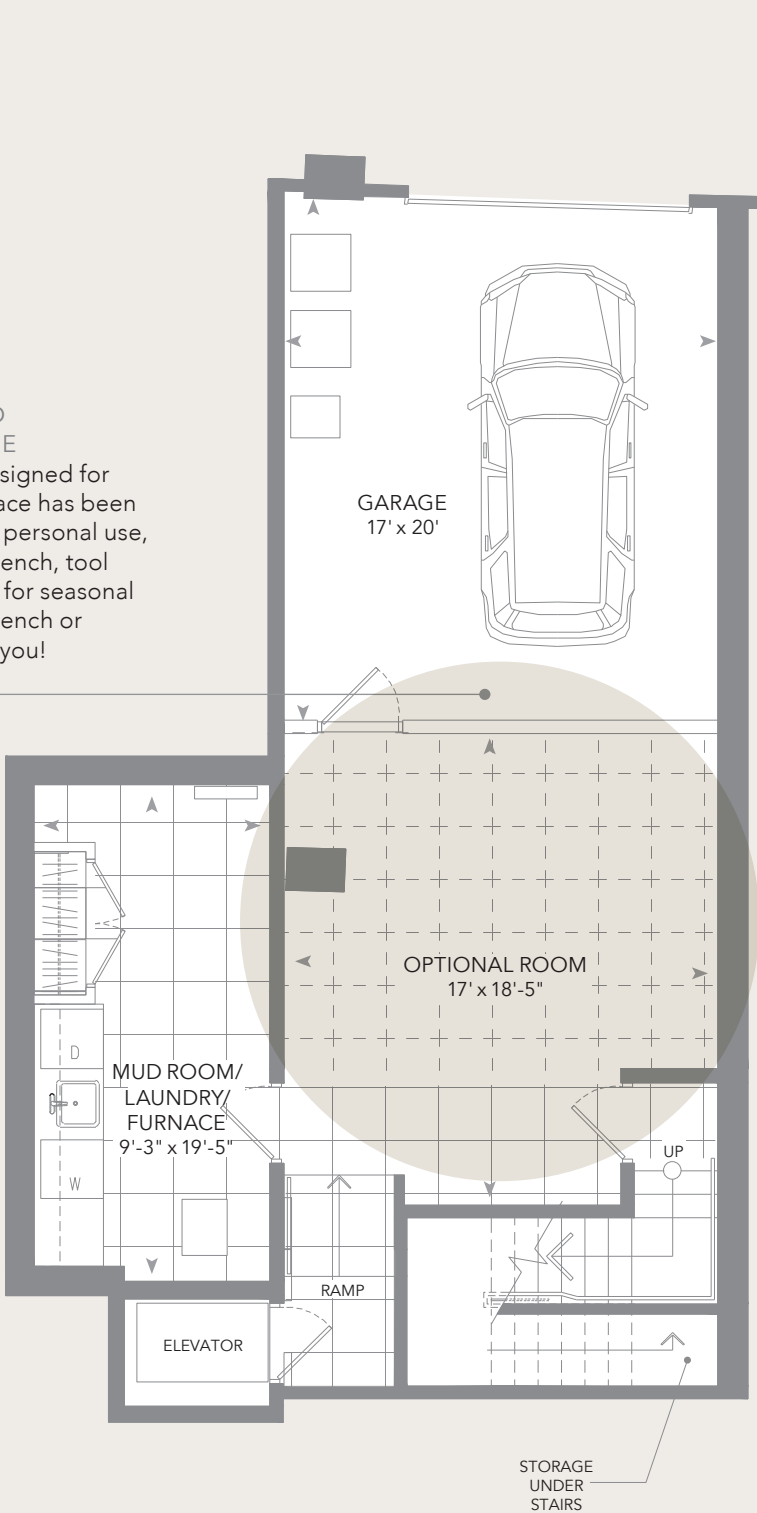 signed for
ace has been
personal use,
ench, tool
for seasonal
ench or
you!
GARAGE
17' x 20'
OPTIONAL ROOM
17' x 18'-5"
D
MUD ROOM/
LAUNDRY/
FURNACE
9'-3" x 19'-5"
W
UP
RAMP
ELEVATOR
STORAGE
UNDER
STAIRS